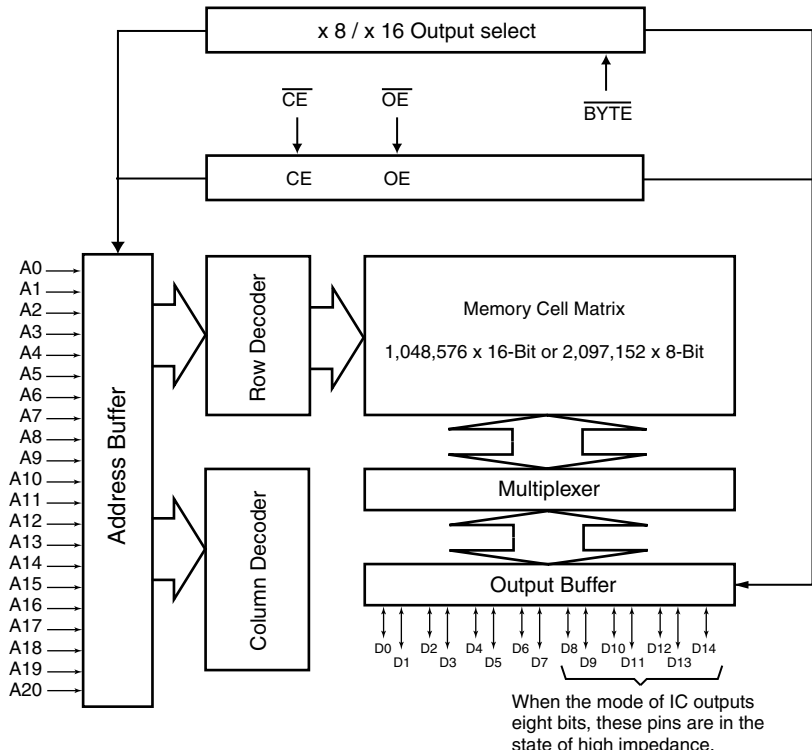 x 8 / x 16 Output select
CE
OE
BYTE
CE
OE
A0
A1
A2
A3
A4
A5
A6
A7
A8
A9
A10
A11
A12
A13
A14
A15
A16
A17
A18
A19
A20
Address Buffer
Row Decoder
Column Decoder
Memory Cell Matrix
1,048,576 x 16-Bit or 2,097,152 x 8-Bit
Multiplexer
Output Buffer
D0 D2 D4 D6 D8 D10 D12 D14
D1 D3 D5 D7 D9 D11 D13
When the mode of IC outputs
eight bits, these pins are in the
state of high impedance.